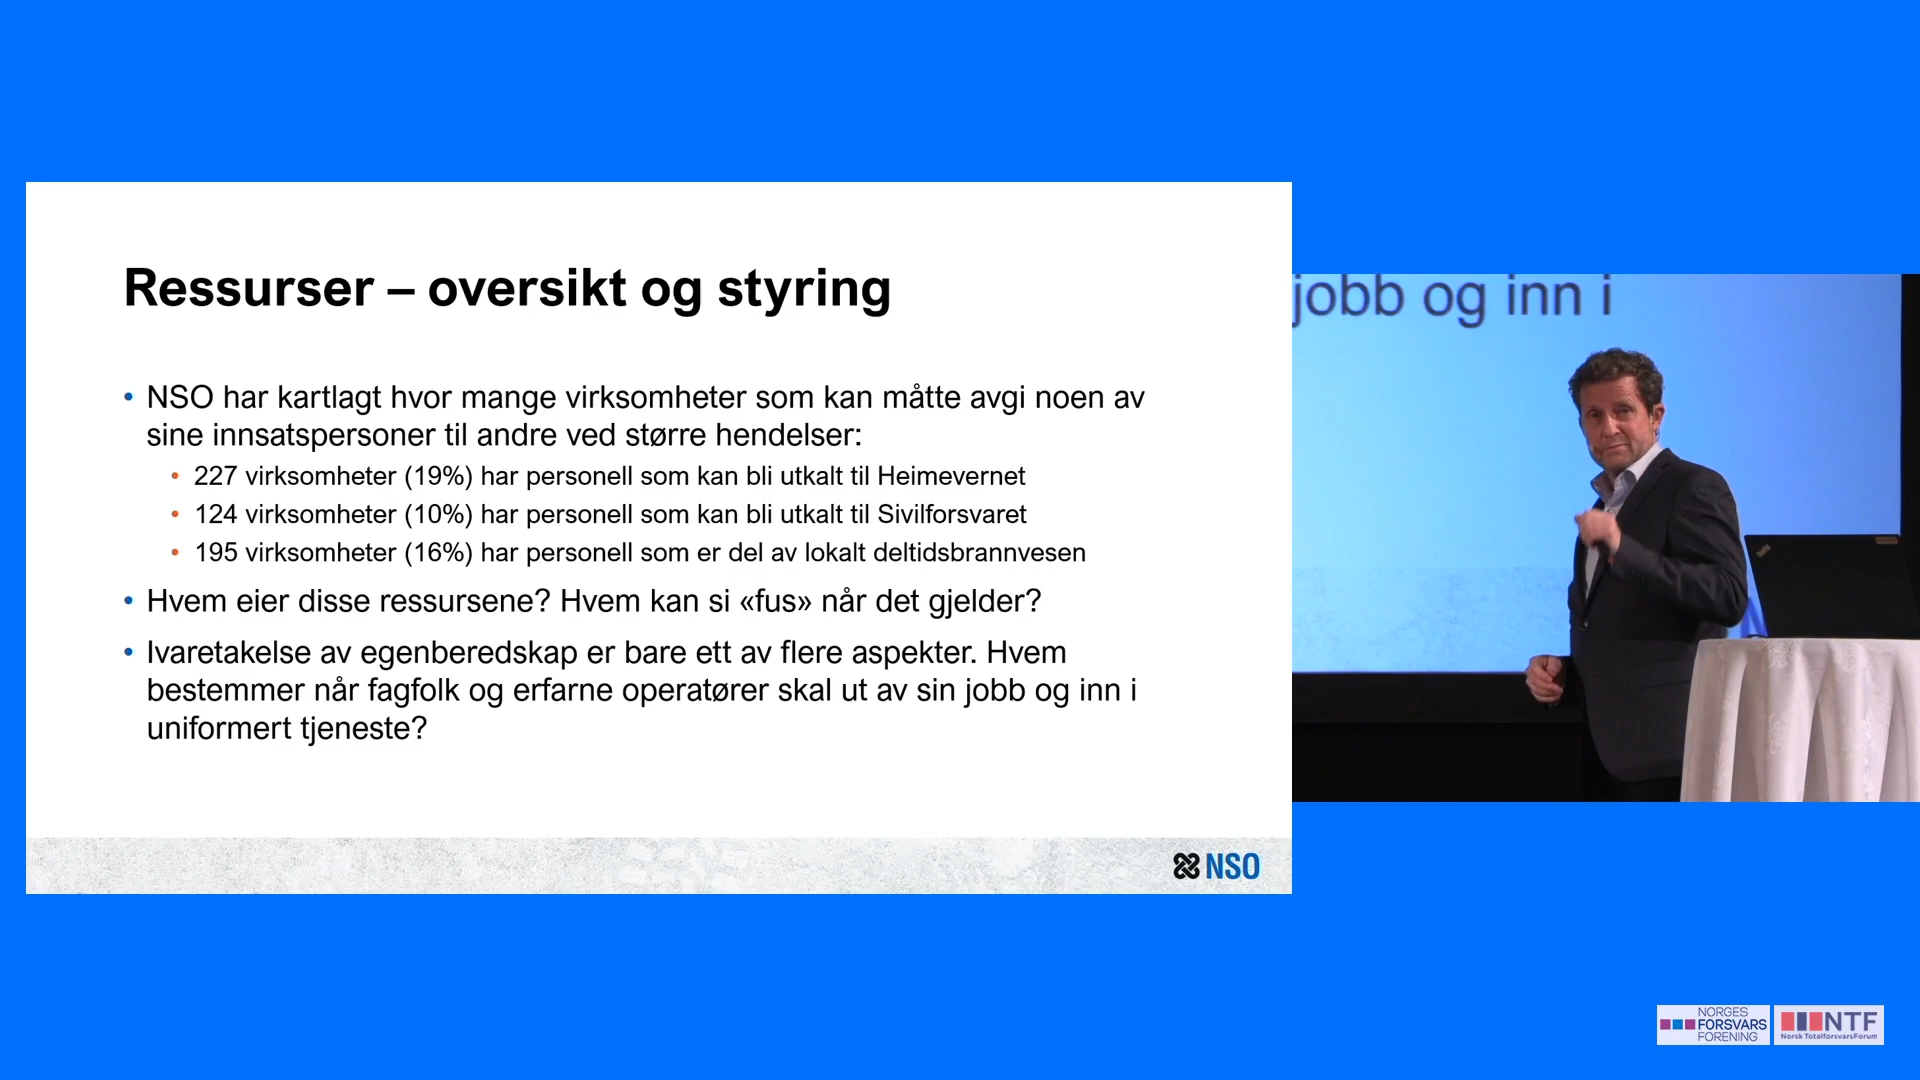 Ressurser – oversikt og styring
• NSO har kartlagt hvor mange virksomheter som kan måtte avgi noen av
sine innsatspersoner til andre ved større hendelser:
• 227 virksomheter (19%) har personell som kan bli utkalt til Heimevernet
• 124 virksomheter (10%) har personell som kan bli utkalt til Sivilforsvaret
• 195 virksomheter (16%) har personell som er del av lokalt deltidsbrannvesen
• Hvem eier disse ressursene? Hvem kan si «fus» når det gjelder?
• Ivaretakelse av egenberedskap er bare ett av flere aspekter. Hvem
bestemmer når fagfolk og erfarne operatører skal ut av sin jobb og inn i
uniformert tjeneste?
NSO
jobb og inn i
NORGES
FORSVARS
FORENING
NTF
Norsk TotalforsvarsForum